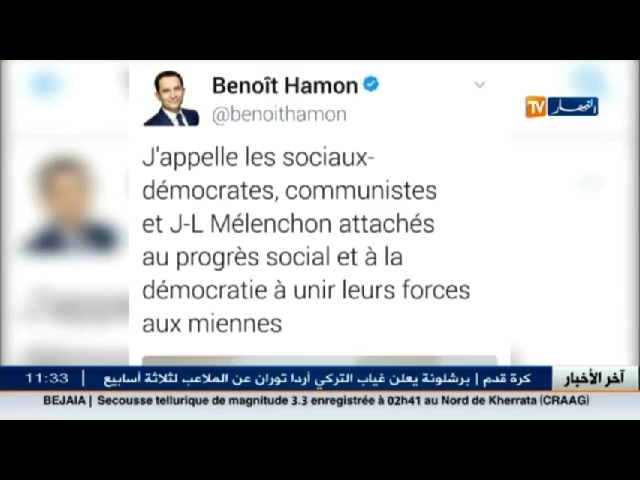 Benoît Hamon
@benoithamon
TV النهار
J'appelle les sociaux-
démocrates, communistes
et J-L Mélenchon attachés
au progrès social et à la
démocratie à unir leurs forces
aux miennes
آخر الأخبار
كرة قدم | برشلونة يعلن غياب التركي أردا توران عن الملاعب لثلاثة أسابيع
11:33
BEJAIA | Secousse tellurique de magnitude 3.3 enregistrée à 02h41 au Nord de Kherrata (CRAAG)